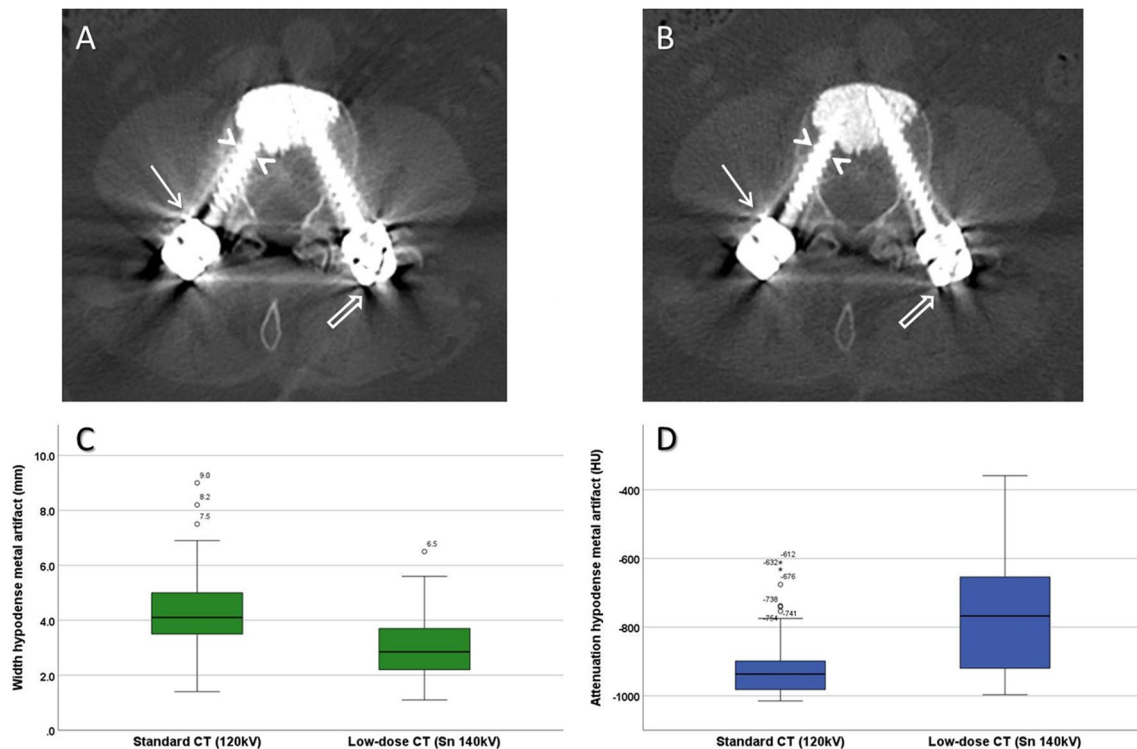 A
B
C
Width hypodense metal artifact (mm)
10.0
8.0
6.0
4.0
2.0
.0
9.0
8.2
7.5
6.5
Standard CT (120kV)
Low-dose CT (Sn 140kV)
D
Attenuation hypodense metal artifact (HU)
-400
-600
-800
-1000
-612
-632
-676
-738
-741
-754
Standard CT (120kV)
Low-dose CT (Sn 140kV)